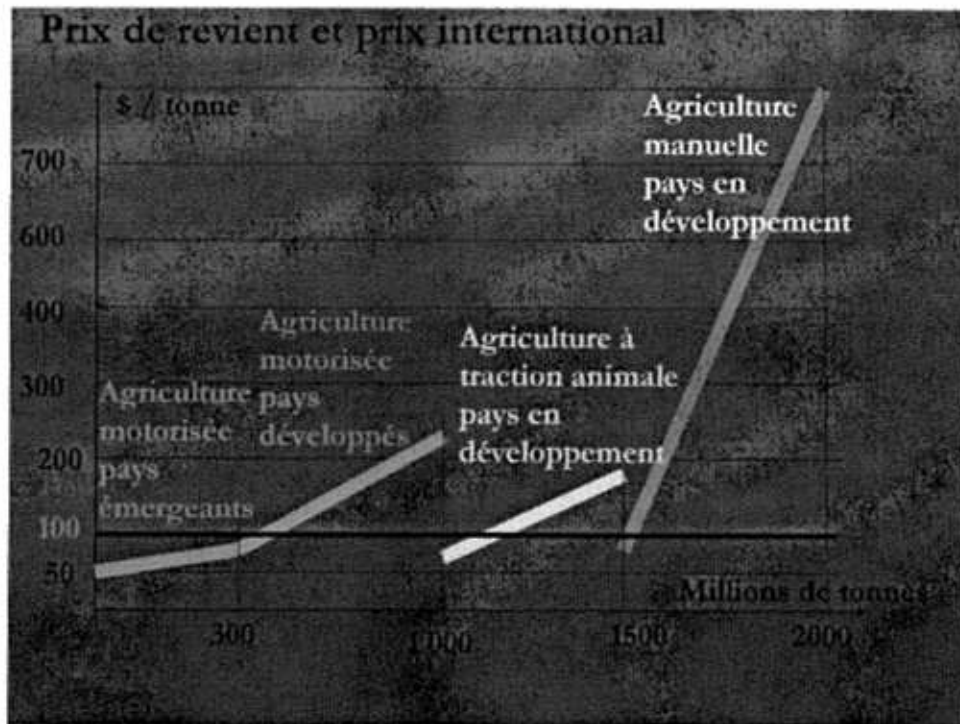 Prix de revient et prix international
$ / tonne
700
600
400
300
200
100
50
Agriculture
manuelle
pays en
développement
Agriculture
motorisée
pays
développés
Agriculture à
traction animale
pays en
développement
Agriculture
motorisée
pays
émergeants
Millions de tonnes
300
1000
1500
2000